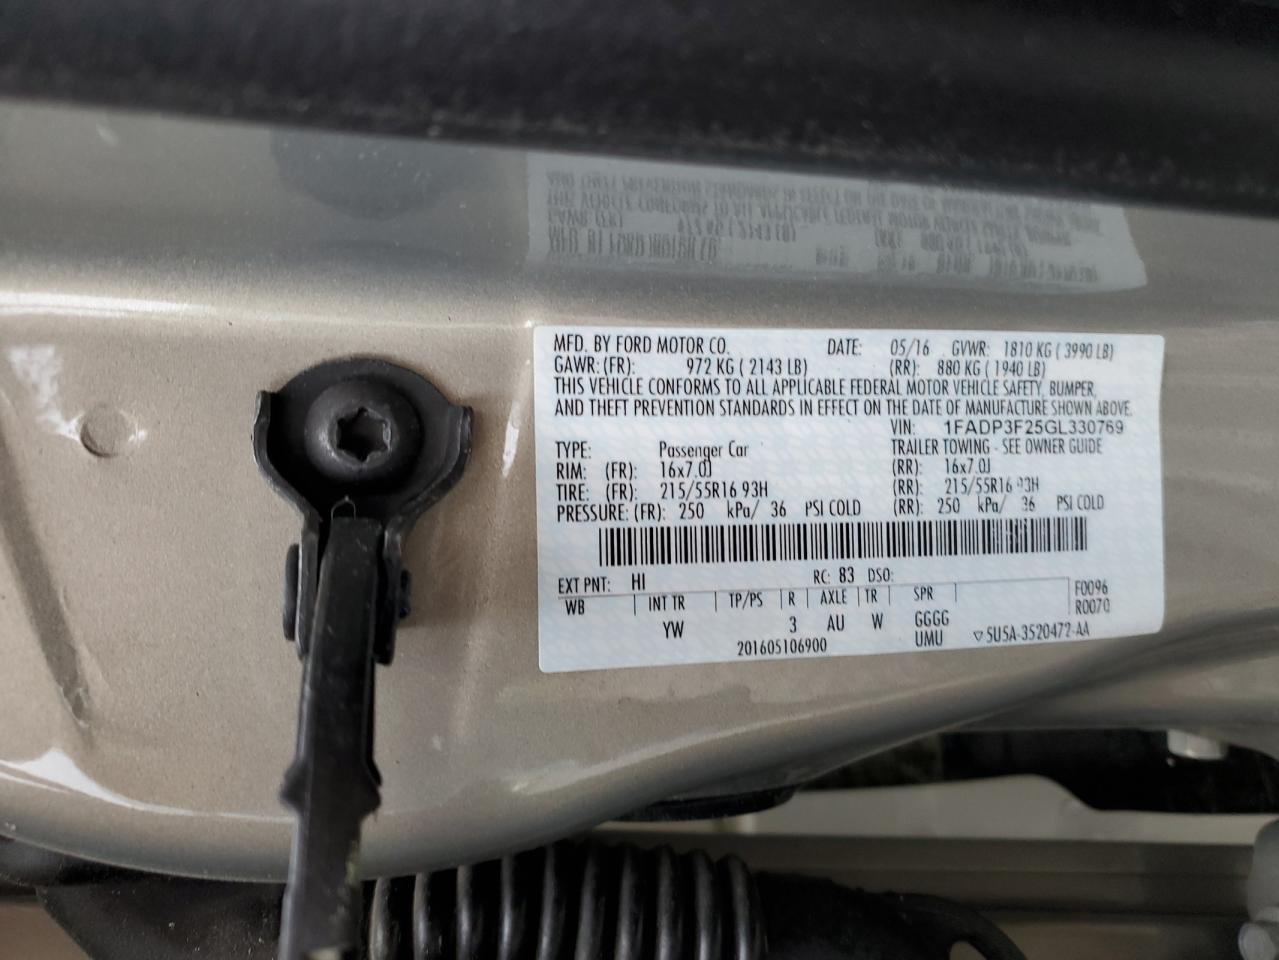 MFD. BY FORD MOTOR CO. DATE: 05/16 GVWR: 1810 KG ( 3990 LB)
GAWR: (FR): 972 KG ( 2143 LB) (RR): 880 KG ( 1940 LB)
THIS VEHICLE CONFORMS TO ALL APPLICABLE FEDERAL MOTOR VEHICLE SAFETY, BUMPER,
AND THEFT PREVENTION STANDARDS IN EFFECT ON THE DATE OF MANUFACTURE SHOWN ABOVE.
VIN: 1FADP3F25GL330769
TYPE: Passenger Car TRAILER TOWING - SEE OWNER GUIDE
RIM: (FR): 16x7.0J (RR): 16x7.0J
TIRE: (FR): 215/55R16 93H (RR): 215/55R16 93H
PRESSURE: (FR): 250 kPa/ 36 PSI COLD (RR): 250 kPa/ 36 PSI COLD
EXT PNT: HI RC: 83 DSO: F0096
WB INT TR TP/PS R AXLE TR SPR R0070
YW 3 AU W GGGG
201605106900 UMU ▽5U5A-3520472-AA